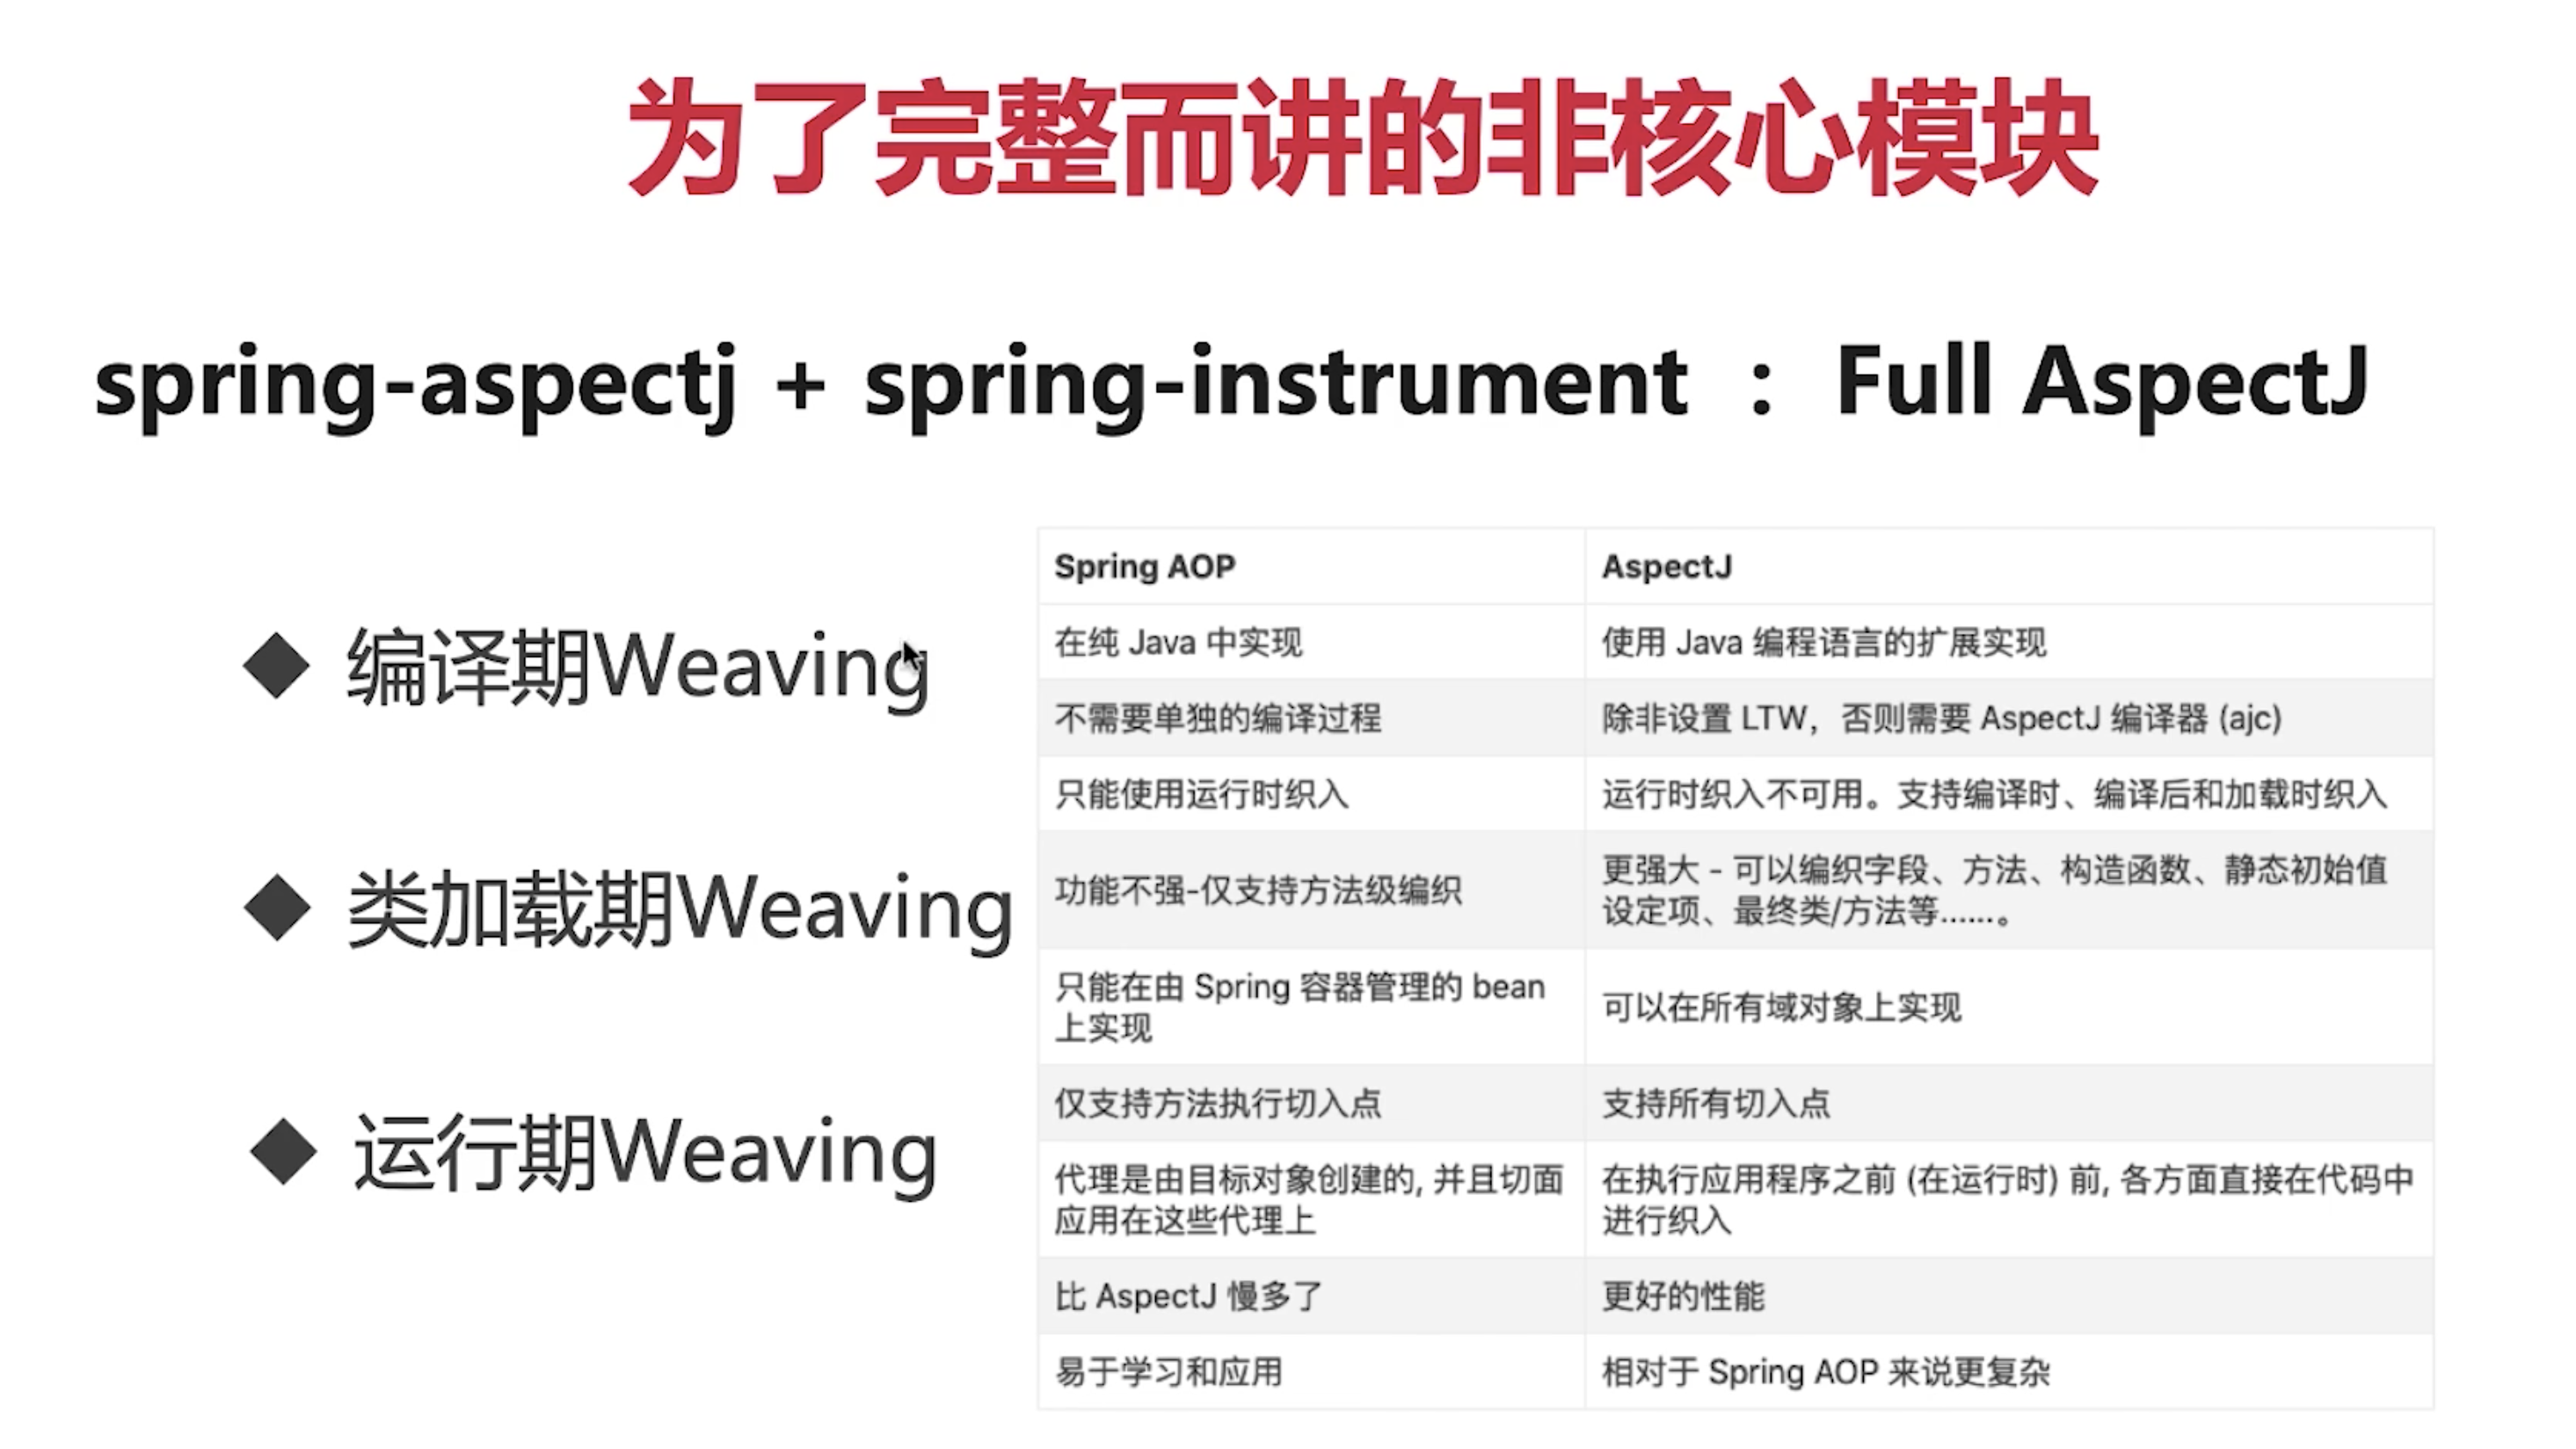 为了完整而讲的非核心模块
spring-aspectj + spring-instrument : Full AspectJ
◆ 编译期Weaving
◆ 类加载期Weaving
◆ 运行期Weaving
Spring AOP AspectJ
在纯 Java 中实现 使用 Java 编程语言的扩展实现
不需要单独的编译过程 除非设置 LTW，否则需要 AspectJ 编译器 (ajc)
只能使用运行时织入 运行时织入不可用。支持编译时、编译后和加载时织入
功能不强-仅支持方法级编织 更强大 - 可以编织字段、方法、构造函数、静态初始值
设定项、最终类/方法等......。
只能在由 Spring 容器管理的 bean
上实现 可以在所有域对象上实现
仅支持方法执行切入点 支持所有切入点
代理是由目标对象创建的, 并且切面 在执行应用程序之前 (在运行时) 前, 各方面直接在代码中
应用在这些代理上 进行织入
比 AspectJ 慢多了 更好的性能
易于学习和应用 相对于 Spring AOP 来说更复杂